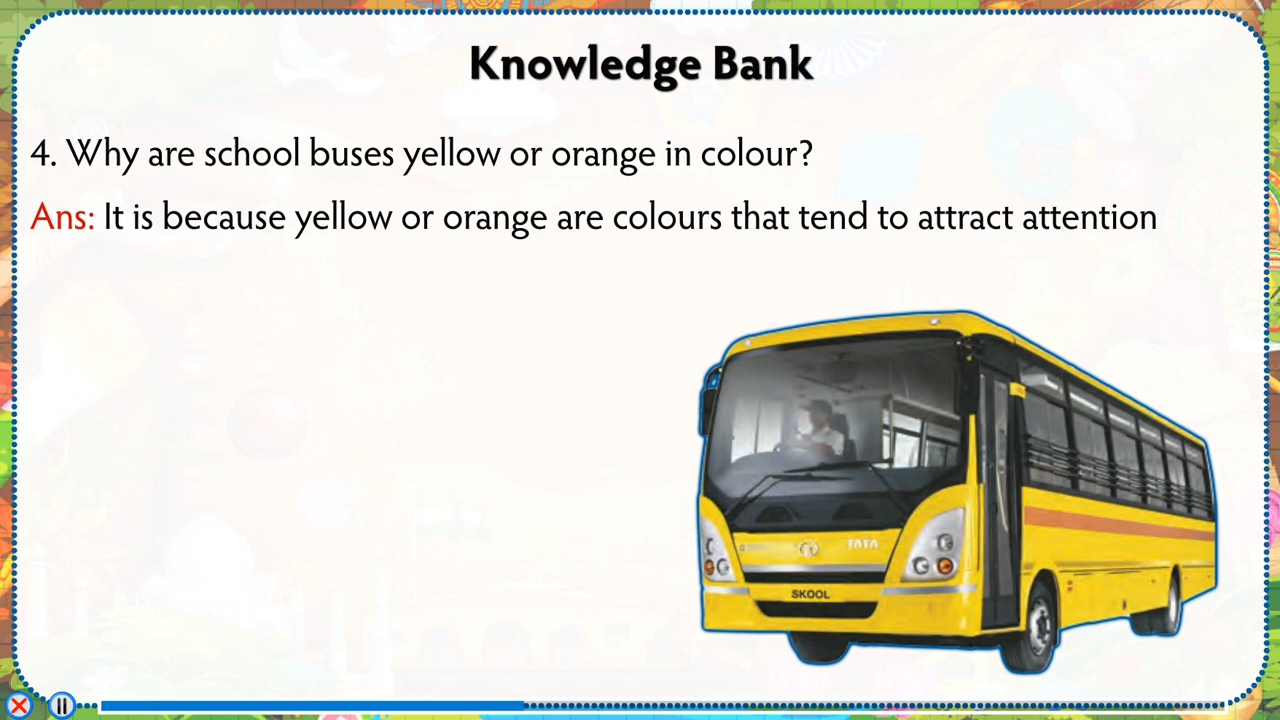 Knowledge Bank
4. Why are school buses yellow or orange in colour?
Ans: It is because yellow or orange are colours that tend to attract attention
TATA
SKOOL